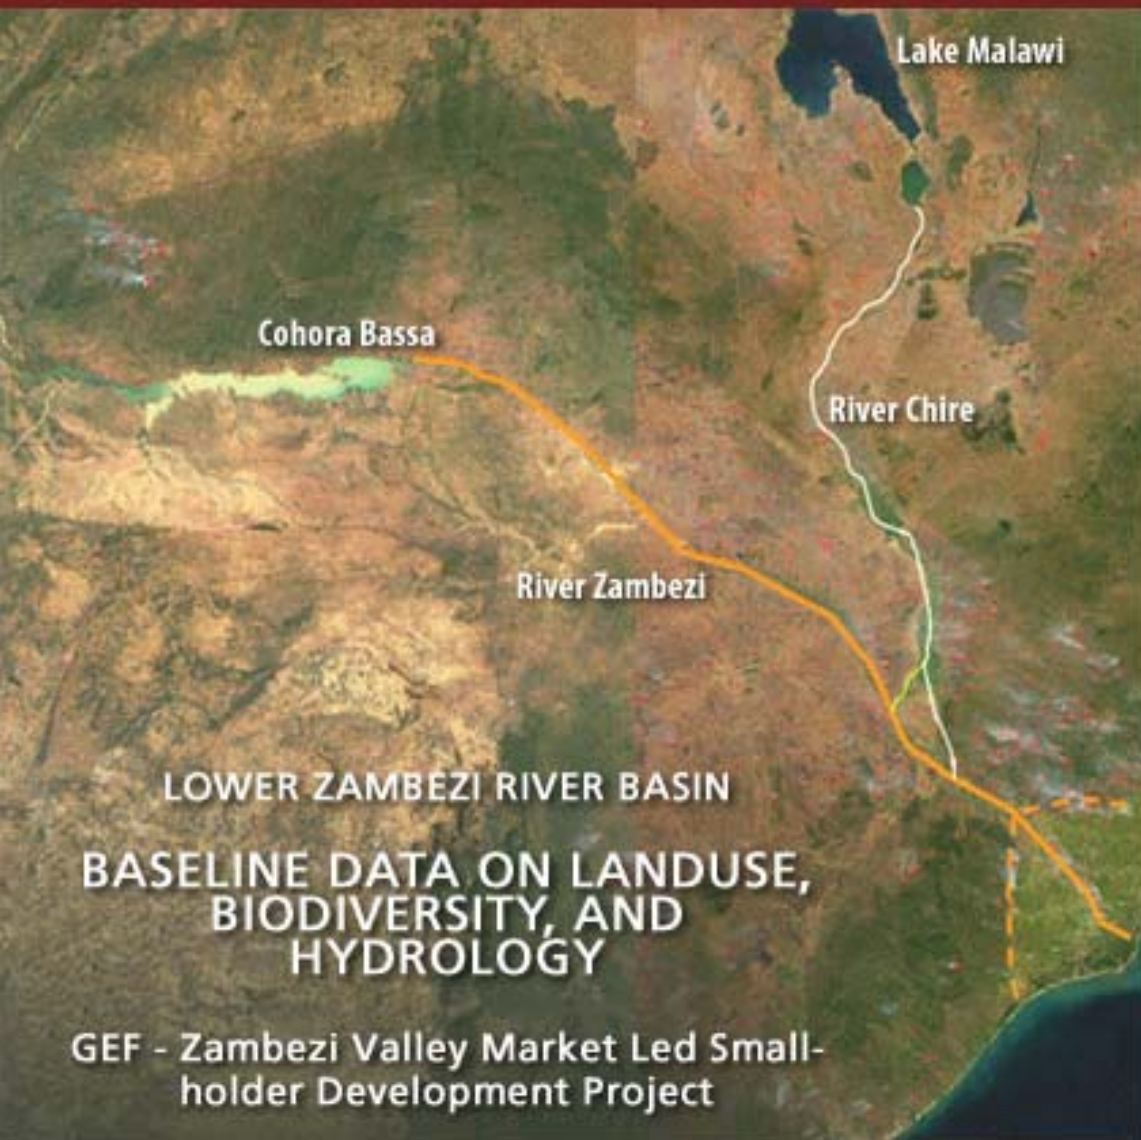 Lake Malawi
Cohora Bassa
River Chire
River Zambezi
LOWER ZAMBEZI RIVER BASIN
BASELINE DATA ON LANDUSE,
BIODIVERSITY, AND
HYDROLOGY
GEF - Zambezi Valley Market Led Small-
holder Development Project